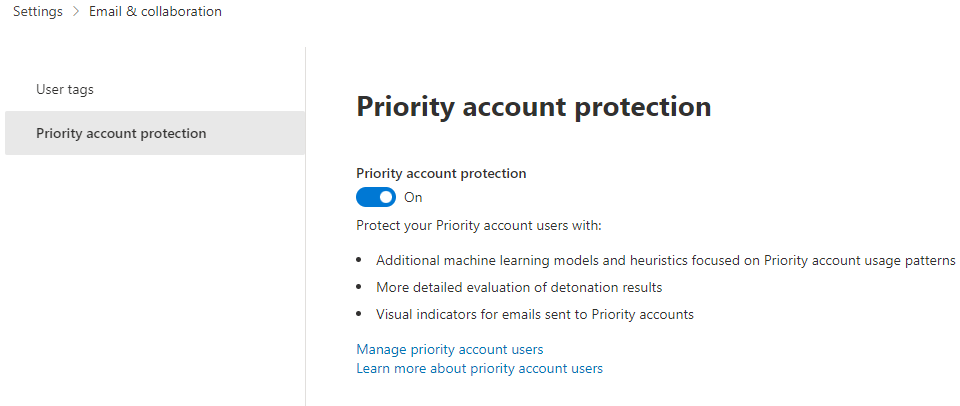 Settings > Email & collaboration
User tags
Priority account protection
Priority account protection
Priority account protection
On
Protect your Priority account users with:
• Additional machine learning models and heuristics focused on Priority account usage patterns
• More detailed evaluation of detonation results
• Visual indicators for emails sent to Priority accounts
Manage priority account users
Learn more about priority account users